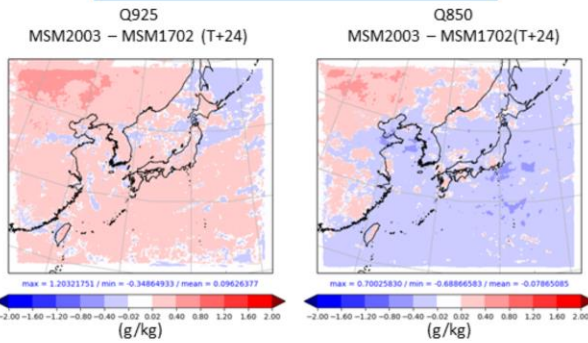 Q925
MSM2003 – MSM1702 (T+24)
max = 1.20321751 / min = -0.34864933 / mean = 0.09626377
-2.00 -1.60 -1.20 -0.80 -0.40 -0.02 0.02 0.40 0.80 1.20 1.60 2.00
(g/kg)
Q850
MSM2003 – MSM1702(T+24)
max = 0.70025830 / min = -0.68866583 / mean = -0.07865085
-2.00 -1.60 -1.20 -0.80 -0.40 -0.02 0.02 0.40 0.80 1.20 1.60 2.00
(g/kg)